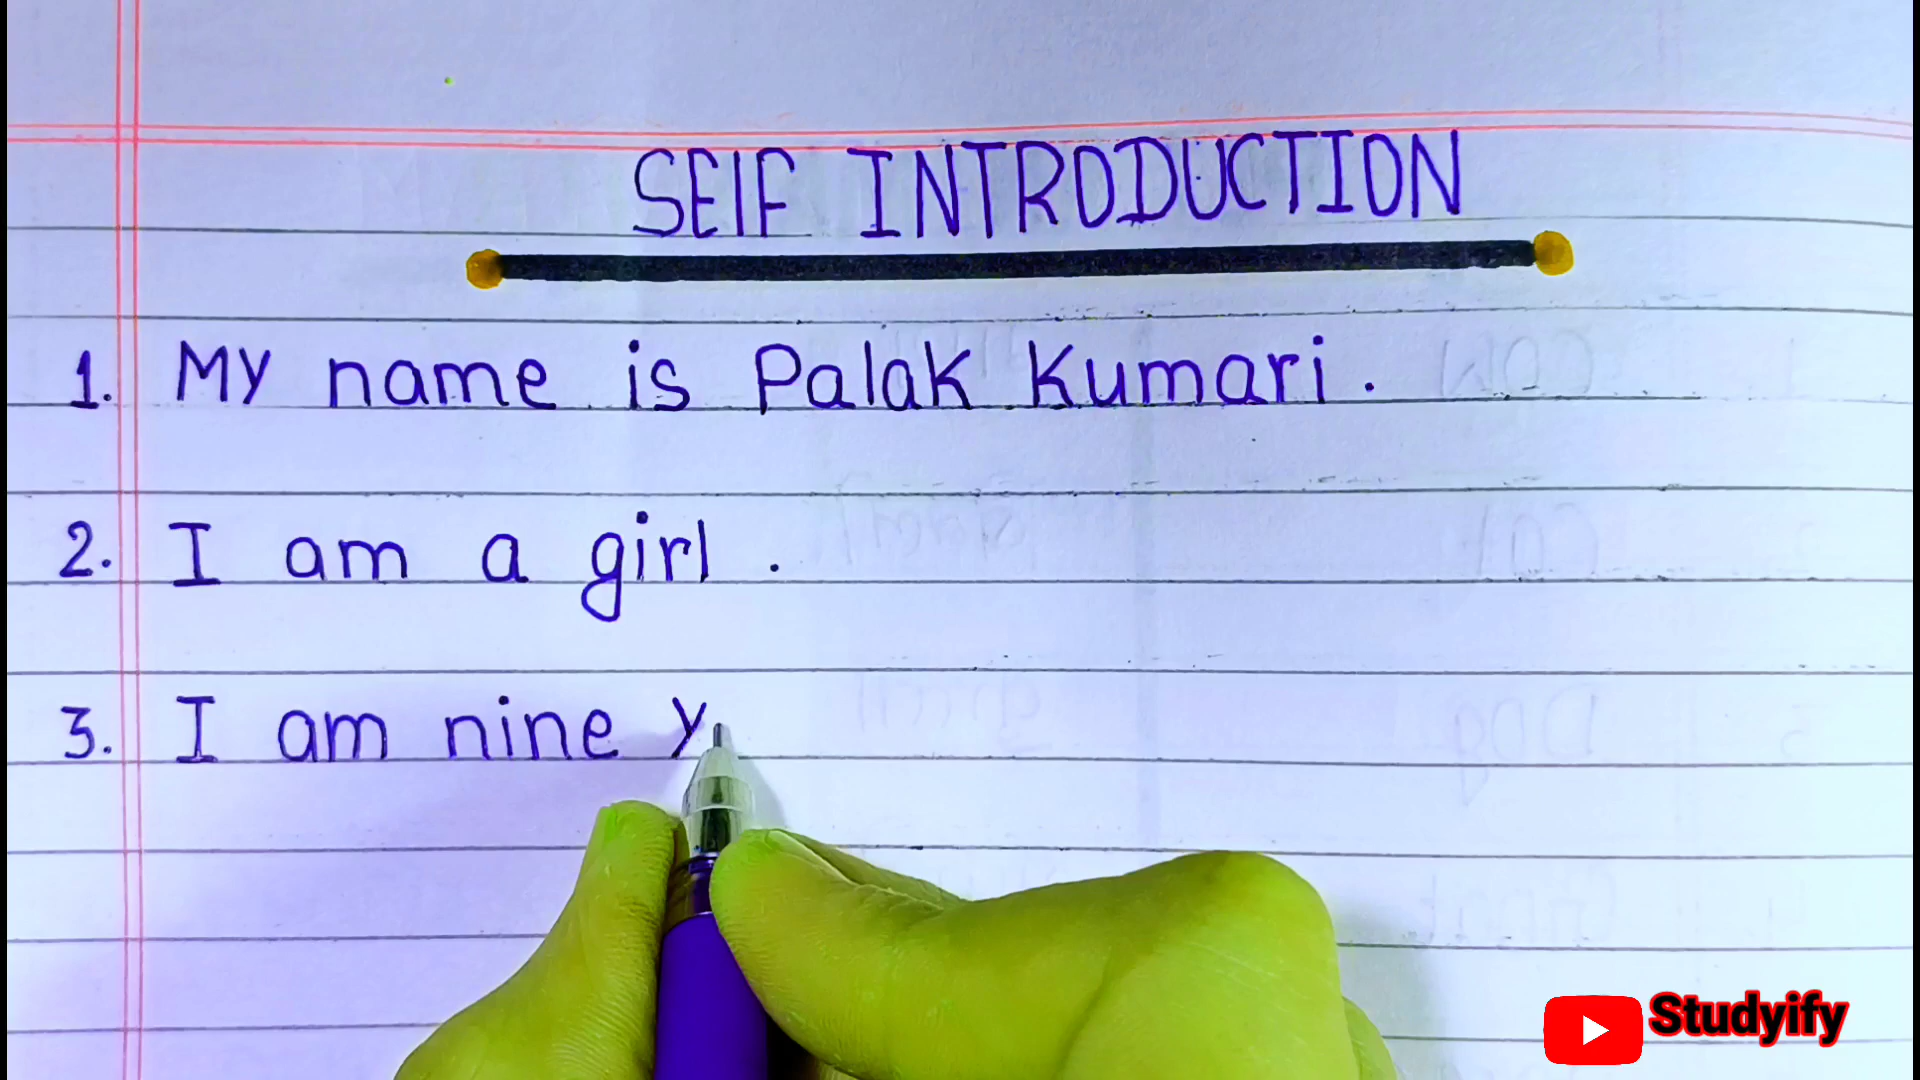 SEIF INTRODUCTION
1. My name is Palak Kumari.
2. I am a girl.
3. I am nine y
Studyify